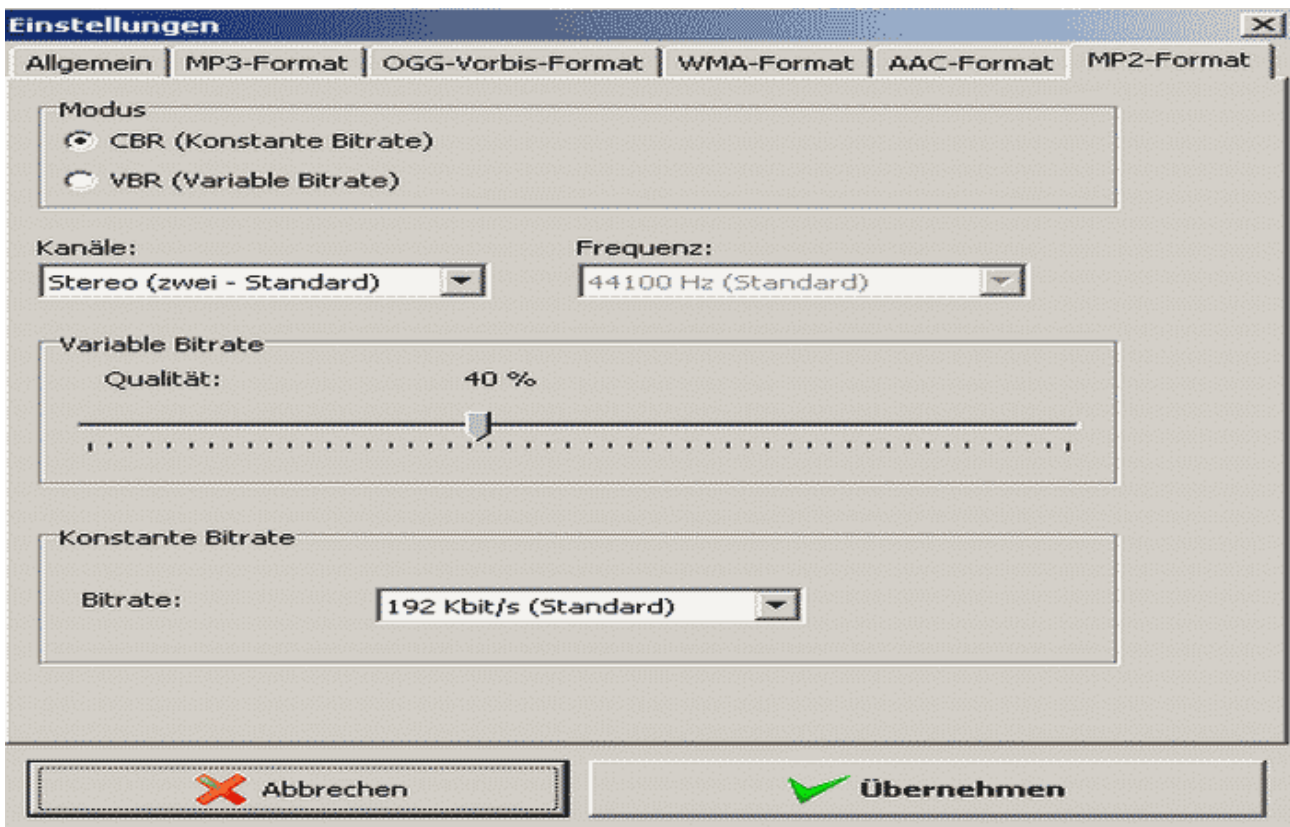 Einstellungen
Allgemein MP3-Format OGG-Vorbis-Format WMA-Format AAC-Format MP2-Format
Modus
CBR (Konstante Bitrate)
VBR (Variable Bitrate)
Kanäle: Frequenz:
Stereo (zwei - Standard) 44100 Hz (Standard)
Variable Bitrate
Qualität: 40 %
Konstante Bitrate
Bitrate: 192 Kbit/s (Standard)
Abbrechen Übernehmen